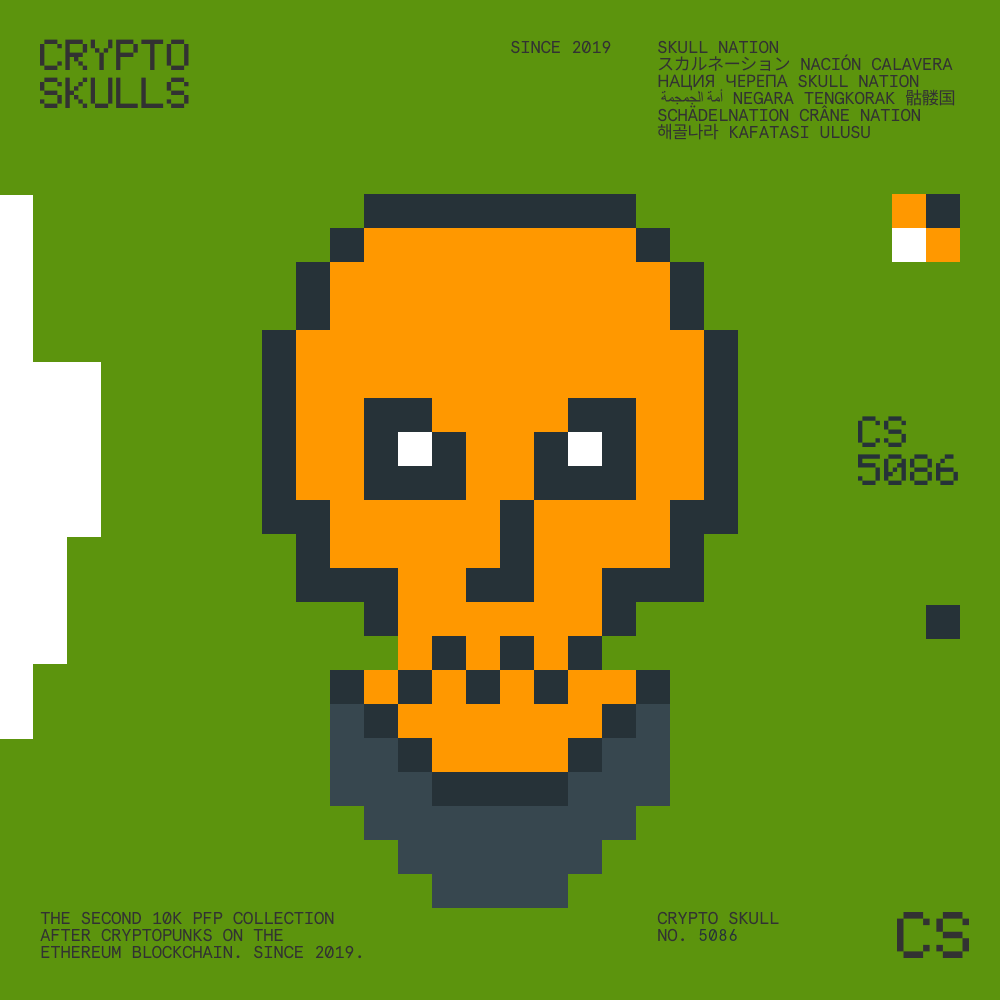 CRYPTO
SKULLS
SINCE 2019
SKULL NATION
スカルネーション NACIÓN CALAVERA
НАЦИЯ ЧЕРЕПА SKULL NATION
أمة الجمجمة NEGARA TENGKORAK 骷髅国
SCHÄDELNATION CRÂNE NATION
해골나라 KAFATASI ULUSU
CS
5086
THE SECOND 10K PFP COLLECTION
AFTER CRYPTOPUNKS ON THE
ETHEREUM BLOCKCHAIN. SINCE 2019.
CRYPTO SKULL
NO. 5086
CS